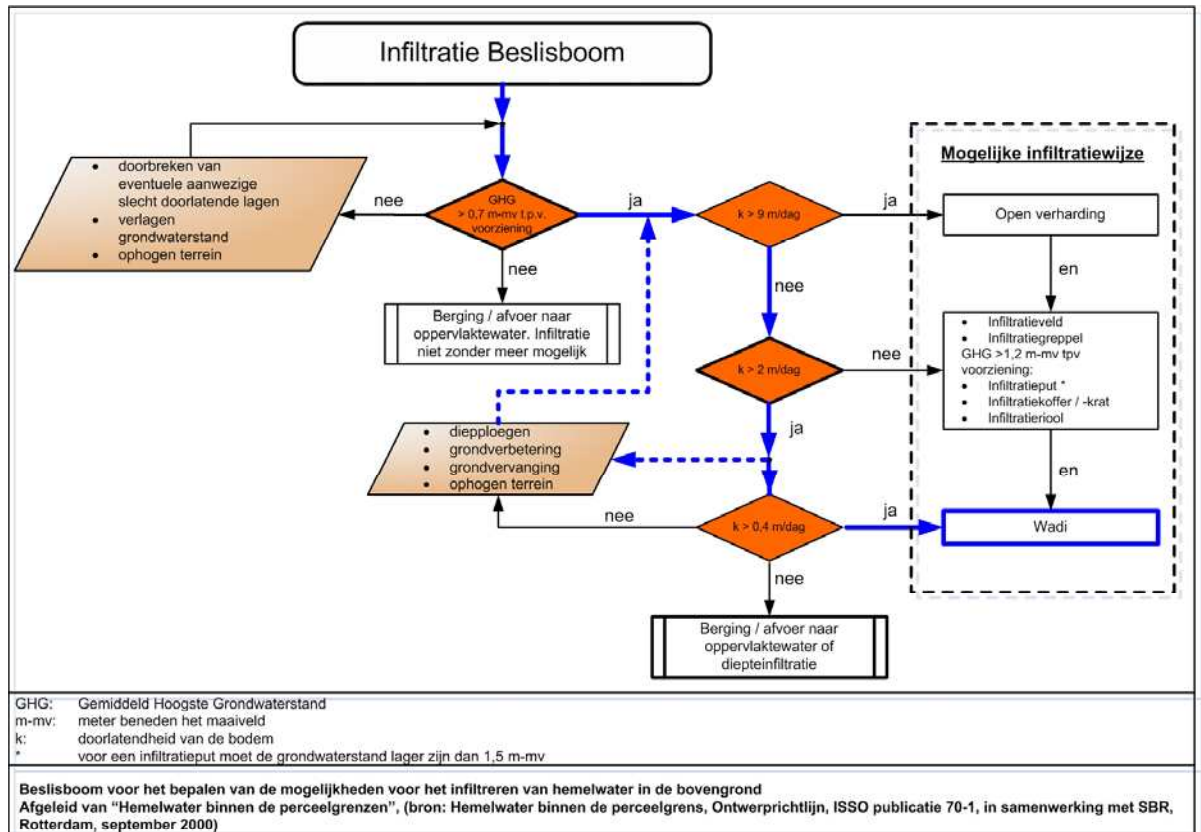 Infiltratie Beslisboom
• doorbreken van
eventuele aanwezige
slecht doorlatende lagen
• verlagen
grondwaterstand
• ophogen terrein
nee
GHG
> 0,7 m-mv t.p.v.
voorziening
ja
k > 9 m/dag
ja
Mogelijke infiltratiewijze
Open verharding
nee
Berging / afvoer naar
oppervlaktewater. Infiltratie
niet zonder meer mogelijk
nee
en
k > 2 m/dag
nee
• Infiltratieveld
• Infiltratiegreppel
GHG >1,2 m-mv tpv
voorziening:
• Infiltratieput *
• Infiltratiekoffer / -krat
• Infiltratieriool
ja
• diepploegen
• grondverbetering
• grondvervanging
• ophogen terrein
en
nee
k > 0,4 m/dag
ja
Wadi
nee
Berging / afvoer naar
oppervlaktewater of
diepteinfiltratie
GHG: Gemiddeld Hoogste Grondwaterstand
m-mv: meter beneden het maaiveld
k: doorlatendheid van de bodem
* voor een infiltratieput moet de grondwaterstand lager zijn dan 1,5 m-mv
Beslisboom voor het bepalen van de mogelijkheden voor het infiltreren van hemelwater in de bovengrond
Afgeleid van “Hemelwater binnen de perceelgrenzen”, (bron: Hemelwater binnen de perceelgrens, Ontwerprichtlijn, ISSO publicatie 70-1, in samenwerking met SBR,
Rotterdam, september 2000)